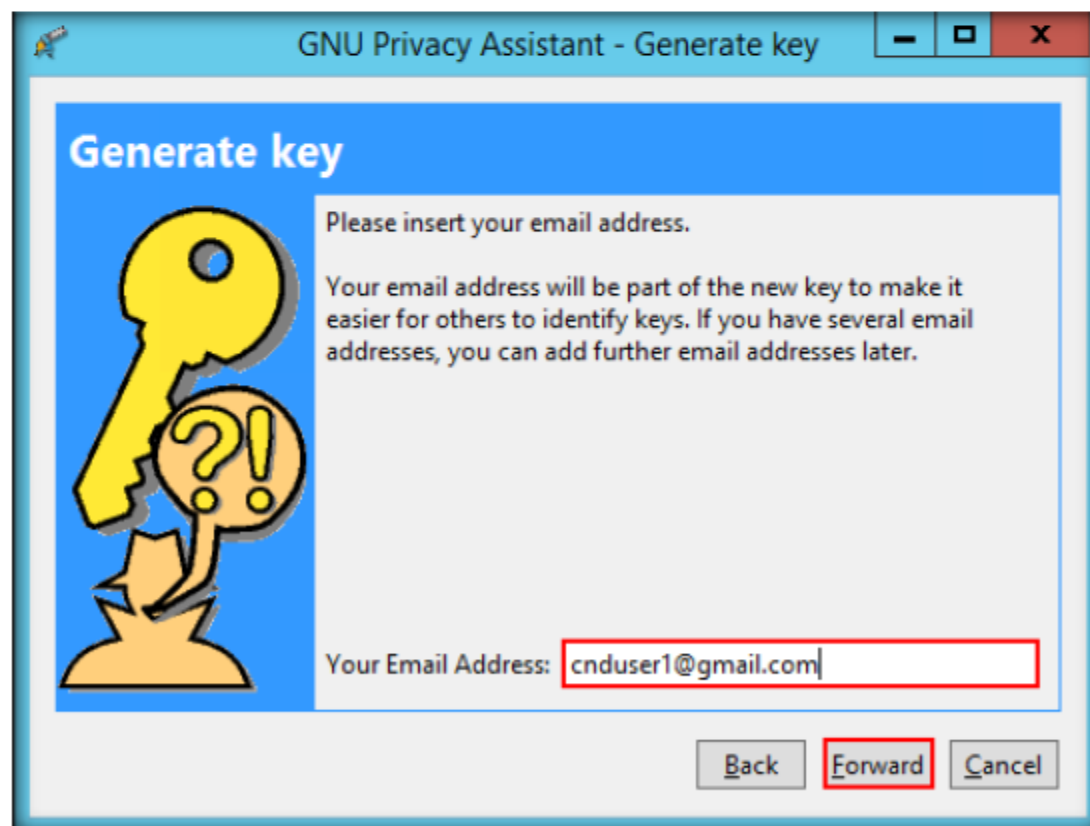 GNU Privacy Assistant - Generate key
Generate key
Please insert your email address.
Your email address will be part of the new key to make it
easier for others to identify keys. If you have several email
addresses, you can add further email addresses later.
?!
Your Email Address: cnduser1@gmail.com
Back Forward Cancel